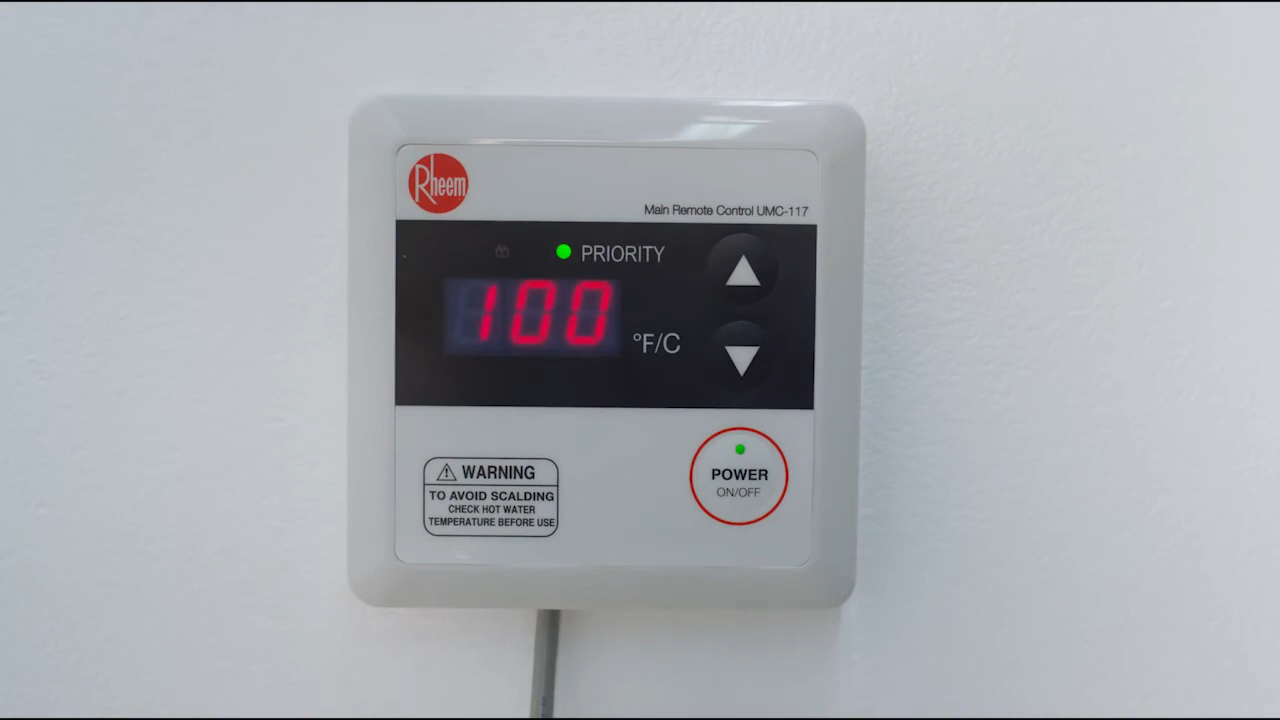 Rheem
Main Remote Control UMC-117
PRIORITY
100
°F/C
WARNING
TO AVOID SCALDING
CHECK HOT WATER
TEMPERATURE BEFORE USE
POWER
ON/OFF